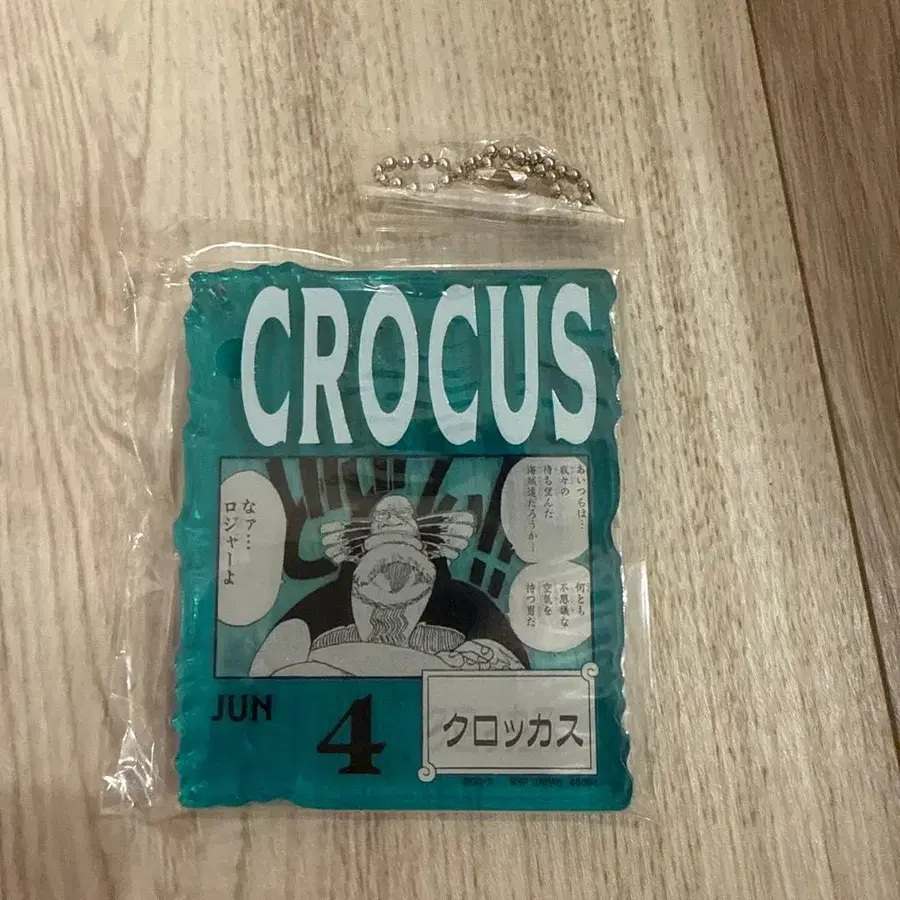 CROCUS
あいつらは…
我々の
待ち望んだ
海賊達だろうか…
何とも
不思議な
空気を
持つ男だ
なァ…
ロジャーよ
JUN
4
クロッカス